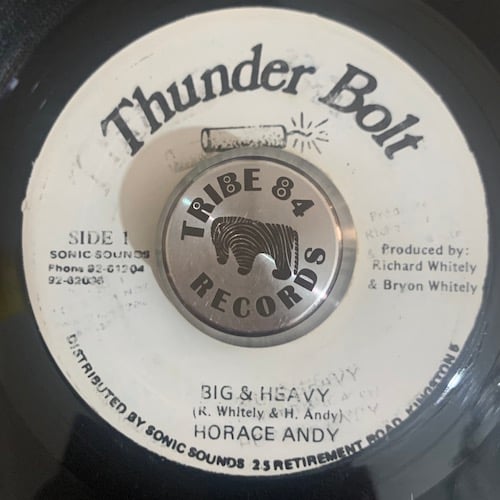 Thunder Bolt
TRIBE 84
RECORDS
SIDE 1
SONIC SOUNDS
Phone 92-61204
92-62036
Produced by:
Richard Whitely
& Bryon Whitely
BIG & HEAVY
(R. Whitely & H. Andy)
HORACE ANDY
DISTRIBUTED BY SONIC SOUNDS 25 RETIREMENT ROAD, KINGSTON 5